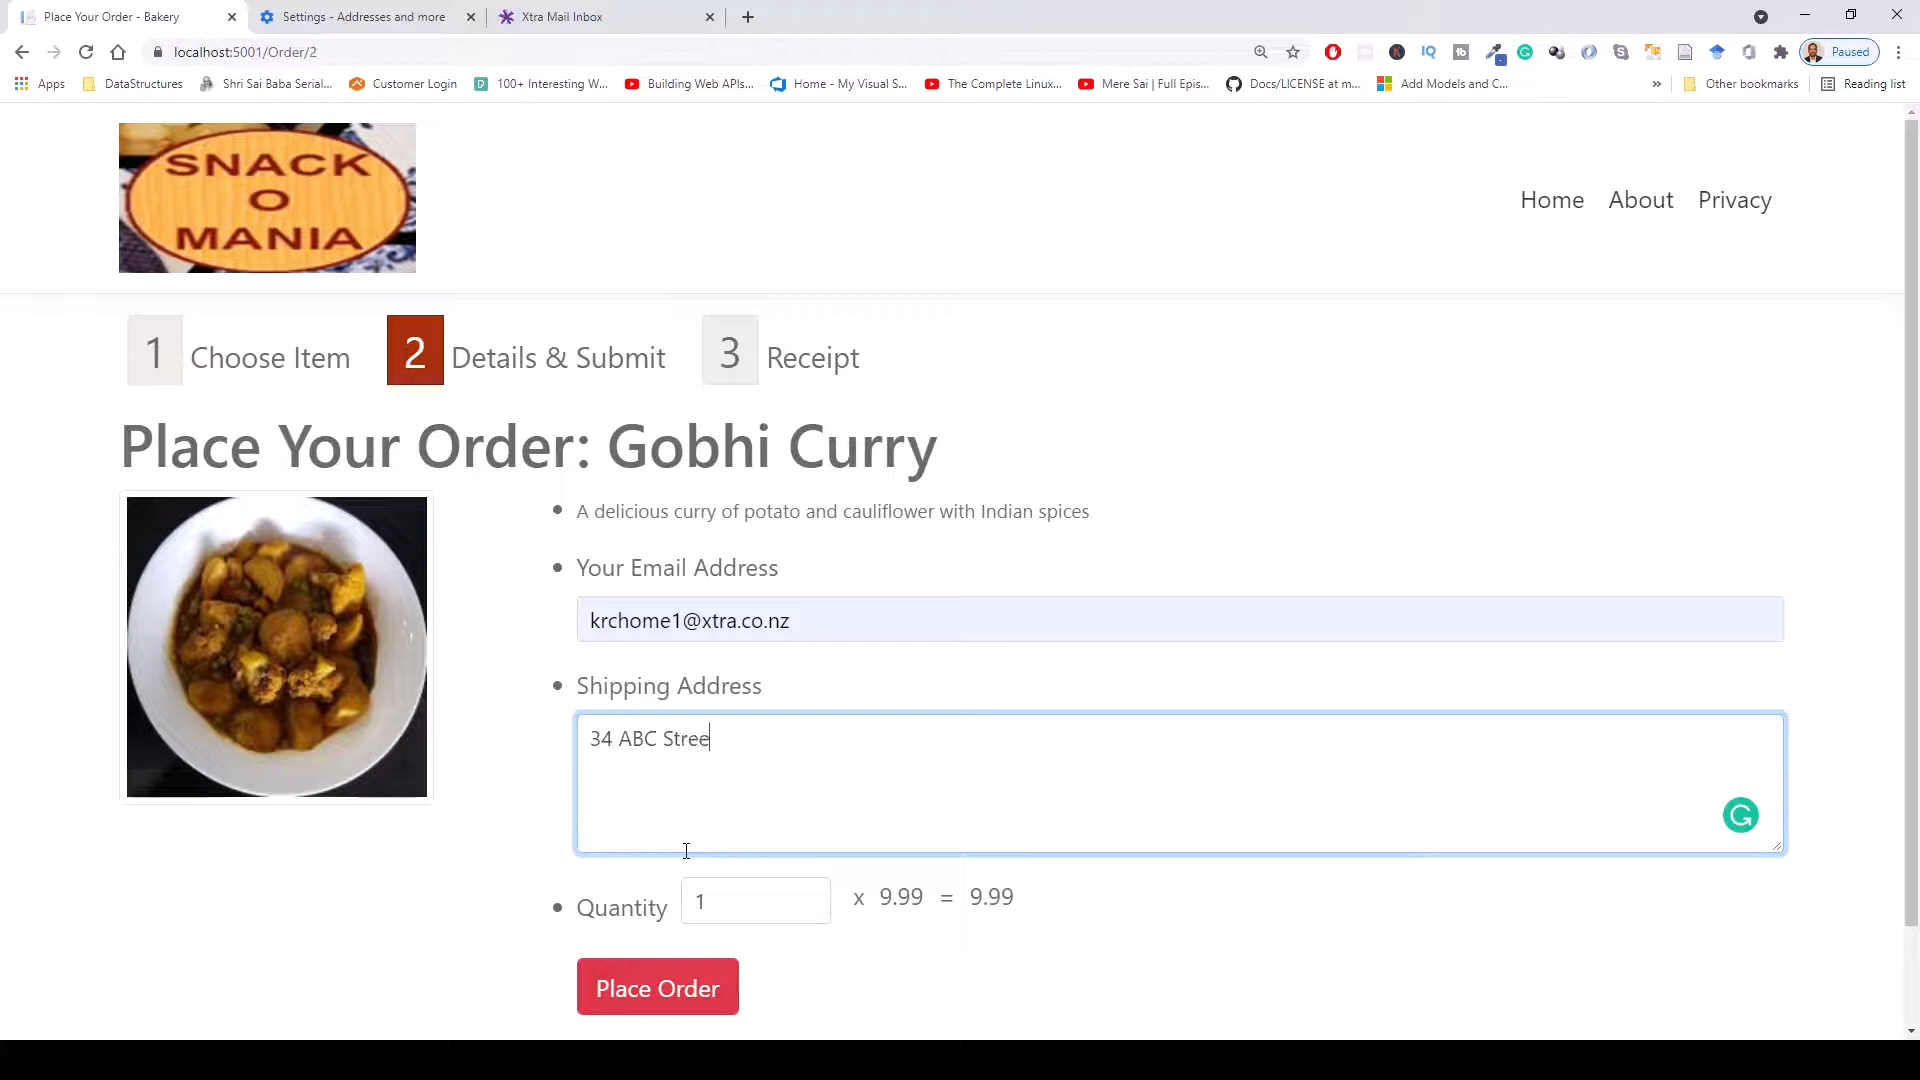 Place Your Order - Bakery
Settings - Addresses and more
Xtra Mail Inbox
localhost:5001/Order/2
Paused
Apps
DataStructures
Shri Sai Baba Serial...
Customer Login
100+ Interesting W...
Building Web APIs...
Home - My Visual S...
The Complete Linux...
Mere Sai | Full Epis...
Docs/LICENSE at m...
Add Models and C...
»
Other bookmarks
Reading list
SNACK
O
MANIA
Home
About
Privacy
1 Choose Item
2 Details & Submit
3 Receipt
Place Your Order: Gobhi Curry
A delicious curry of potato and cauliflower with Indian spices
Your Email Address
krchome1@xtra.co.nz
Shipping Address
34 ABC Stree
Quantity 1 x 9.99 = 9.99
Place Order